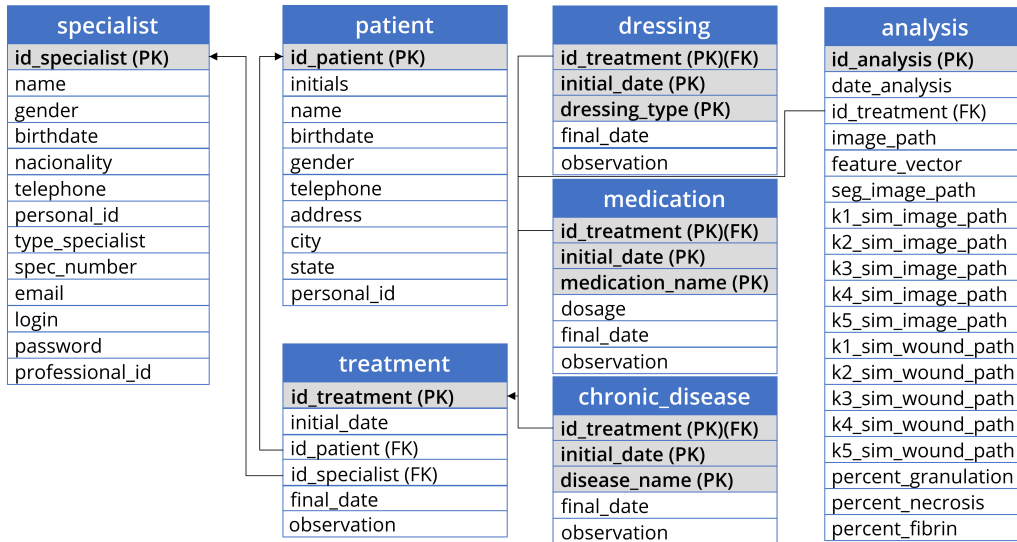 specialist
id_specialist (PK)
name
gender
birthdate
nacionality
telephone
personal_id
type_specialist
spec_number
email
login
password
professional_id
patient
id_patient (PK)
initials
name
birthdate
gender
telephone
address
city
state
personal_id
treatment
id_treatment (PK)
initial_date
id_patient (FK)
id_specialist (FK)
final_date
observation
dressing
id_treatment (PK)(FK)
initial_date (PK)
dressing_type (PK)
final_date
observation
medication
id_treatment (PK)(FK)
initial_date (PK)
medication_name (PK)
dosage
final_date
observation
chronic_disease
id_treatment (PK)(FK)
initial_date (PK)
disease_name (PK)
final_date
observation
analysis
id_analysis (PK)
date_analysis
id_treatment (FK)
image_path
feature_vector
seg_image_path
k1_sim_image_path
k2_sim_image_path
k3_sim_image_path
k4_sim_image_path
k5_sim_image_path
k1_sim_wound_path
k2_sim_wound_path
k3_sim_wound_path
k4_sim_wound_path
k5_sim_wound_path
percent_granulation
percent_necrosis
percent_fibrin